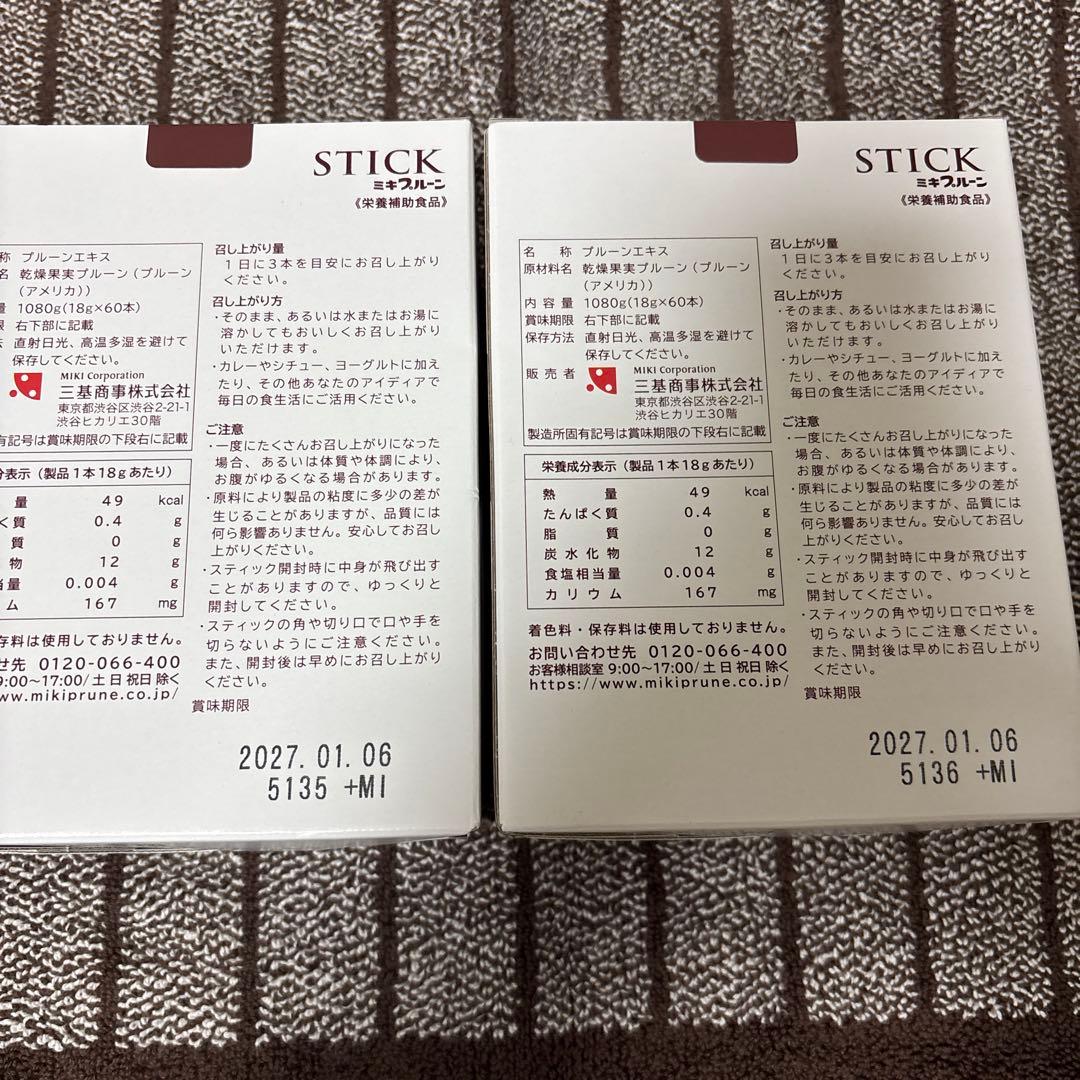 STICK
ミキプルーン
《栄養補助食品》
称 プルーンエキス
名 乾燥果実プルーン(プルーン
(アメリカ))
量 1080g(18g×60本)
限 右下部に記載
法 直射日光、高温多湿を避けて
保存してください。
MIKI Corporation
三基商事株式会社
東京都渋谷区渋谷2-21-1
渋谷ヒカリエ30階
有記号は賞味期限の下段右に記載
分表示(製品1本18gあたり)
量 49 kcal
く質 0.4 g
質 0 g
物 12 g
当量 0.004 g
ム 167 mg
存料は使用しておりません。
せ先 0120-066-400
9:00〜17:00/土 日 祝日 除く
ww.mikiprune.co.jp/
召し上がり量
1日に3本を目安にお召し上がり
ください。
召し上がり方
・そのまま、あるいは水またはお湯に
溶かしてもおいしくお召し上がり
いただけます。
・カレーやシチュー、ヨーグルトに加え
たり、その他あなたのアイディアで
毎日の食生活にご活用ください。
ご注意
・一度にたくさんお召し上がりになった
場合、あるいは体質や体調により、
お腹がゆるくなる場合があります。
・原料により製品の粘度に多少の差が
生じることがありますが、品質には
何ら影響ありません。安心してお召し
上がりください。
・スティック開封時に中身が飛び出す
ことがありますので、ゆっくりと
開封してください。
・スティックの角や切り口で口や手を
切らないようにご注意ください。
また、開封後は早めにお召し上がり
ください。
賞味期限
2027.01.06
5135 +MI
STICK
ミキプルーン
《栄養補助食品》
名称 プルーンエキス
原材料名 乾燥果実プルーン(プルーン
(アメリカ))
内容量 1080g(18g×60本)
賞味期限 右下部に記載
保存方法 直射日光、高温多湿を避けて
保存してください。
販売者 MIKI Corporation
三基商事株式会社
東京都渋谷区渋谷2-21-1
渋谷ヒカリエ30階
製造所固有記号は賞味期限の下段右に記載
栄養成分表示(製品1本18gあたり)
熱量 49 kcal
たんぱく質 0.4 g
脂質 0 g
炭水化物 12 g
食塩相当量 0.004 g
カリウム 167 mg
着色料・保存料は使用しておりません。
お問い合わせ先 0120-066-400
お客様相談室 9:00〜17:00/土 日 祝日 除く
https://www.mikiprune.co.jp/
召し上がり量
1日に3本を目安にお召し上がり
ください。
召し上がり方
・そのまま、あるいは水またはお湯に
溶かしてもおいしくお召し上がり
いただけます。
・カレーやシチュー、ヨーグルトに加え
たり、その他あなたのアイディアで
毎日の食生活にご活用ください。
ご注意
・一度にたくさんお召し上がりになった
場合、あるいは体質や体調により、
お腹がゆるくなる場合があります。
・原料により製品の粘度に多少の差が
生じることがありますが、品質には
何ら影響ありません。安心してお召し
上がりください。
・スティック開封時に中身が飛び出す
ことがありますので、ゆっくりと
開封してください。
・スティックの角や切り口で口や手を
切らないようにご注意ください。
また、開封後は早めにお召し上がり
ください。
賞味期限
2027.01.06
5136 +MI